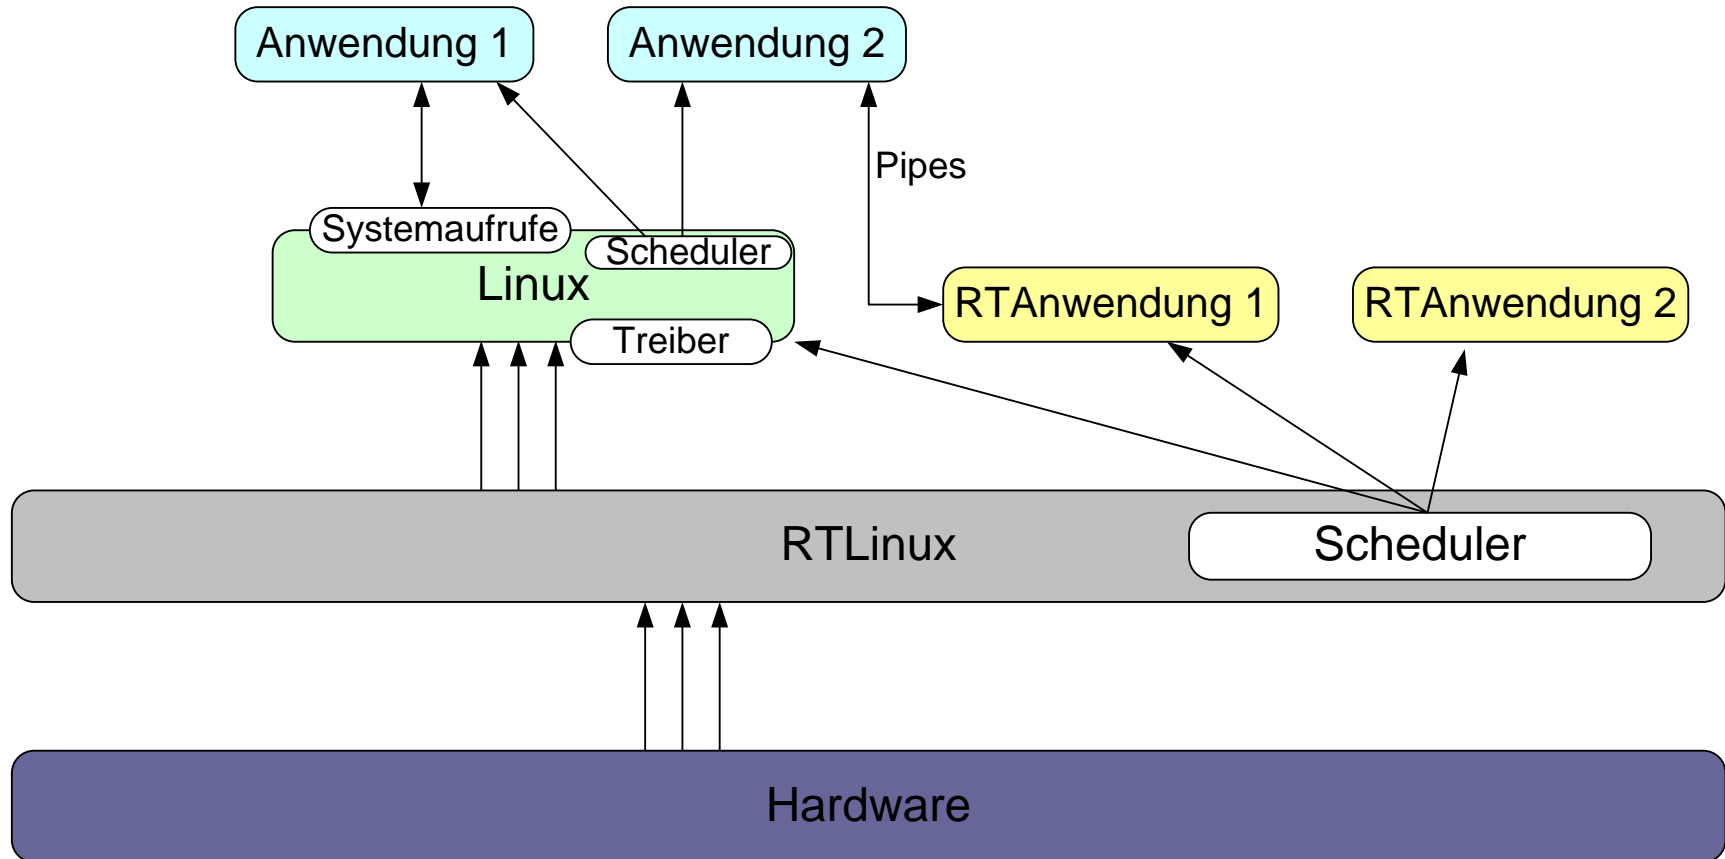 Anwendung 1
Anwendung 2
Pipes
Systemaufrufe
Scheduler
Linux
Treiber
RTAnwendung 1
RTAnwendung 2
RTLinux
Scheduler
Hardware